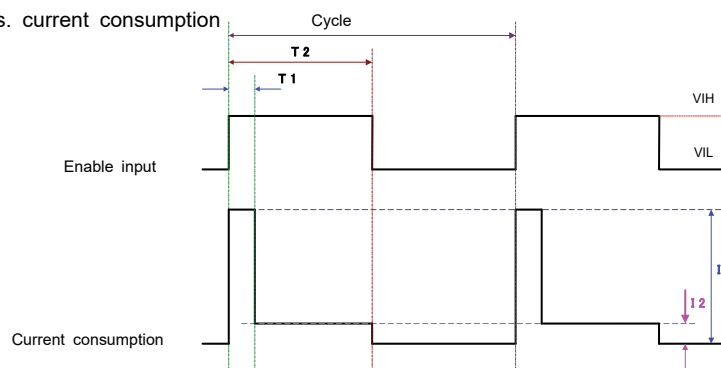 s. current consumption
Cycle
T 2
T 1
VIH
VIL
Enable input
I
I 2
Current consumption